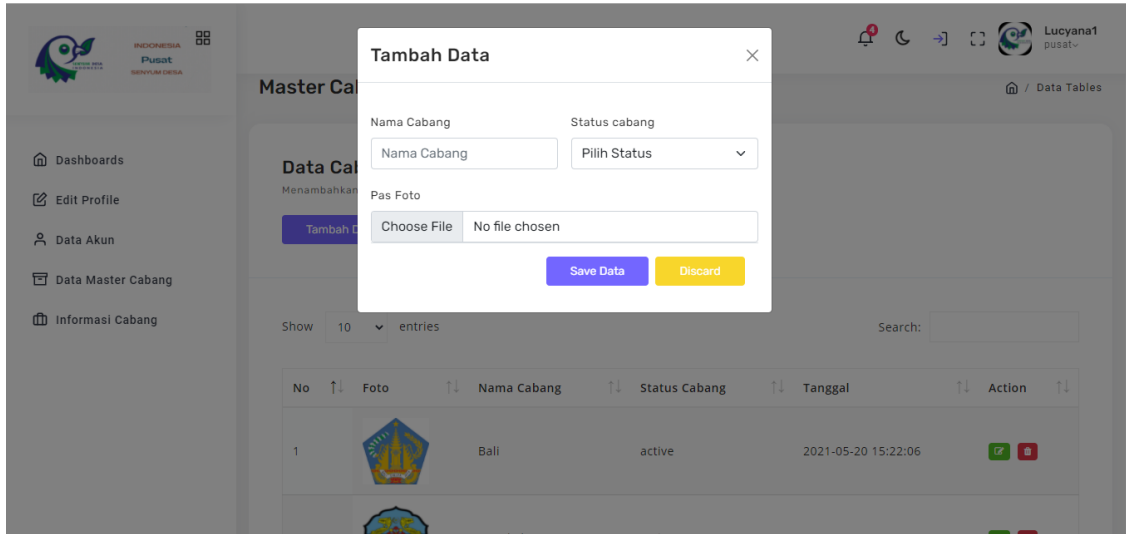 INDONESIA
Pusat
SENYUM DESA
4
Lucyana1
pusat
Master Ca
/ Data Tables
Tambah Data
Nama Cabang
Status cabang
Nama Cabang
Pilih Status
Pas Foto
Choose File
No file chosen
Save Data
Discard
Dashboards
Edit Profile
Data Akun
Data Master Cabang
Informasi Cabang
Data Cab
Menambahkan
Tambah D
Show 10 entries
Search:
No Foto Nama Cabang Status Cabang Tanggal Action
1 Bali active 2021-05-20 15:22:06